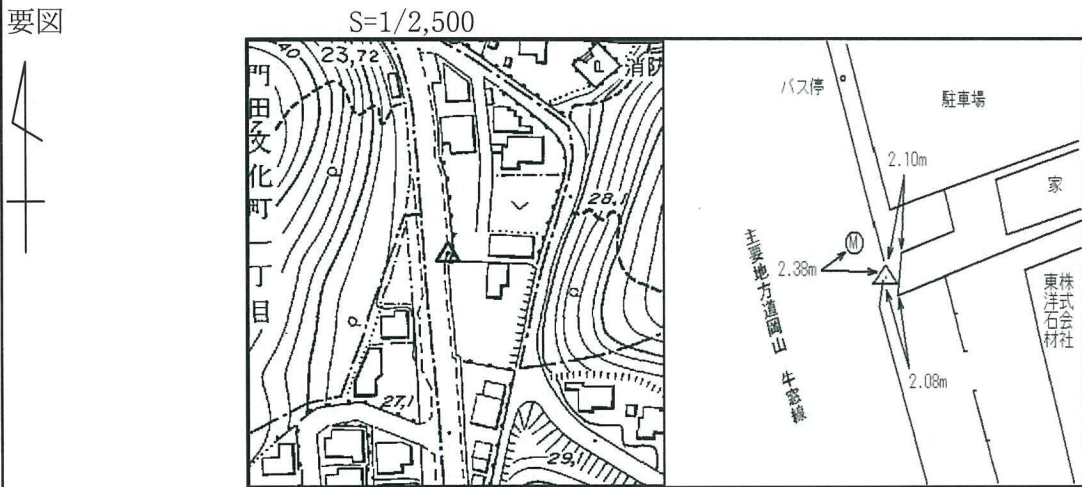 要図
S=1/2,500
40
23,72
消防
門田文化町一丁目
28.1
27,1
29,
バス停
駐車場
2.10m
家
M
2.38m
主要地方道岡山 牛窓線
株式会社
東洋石材
2.08m